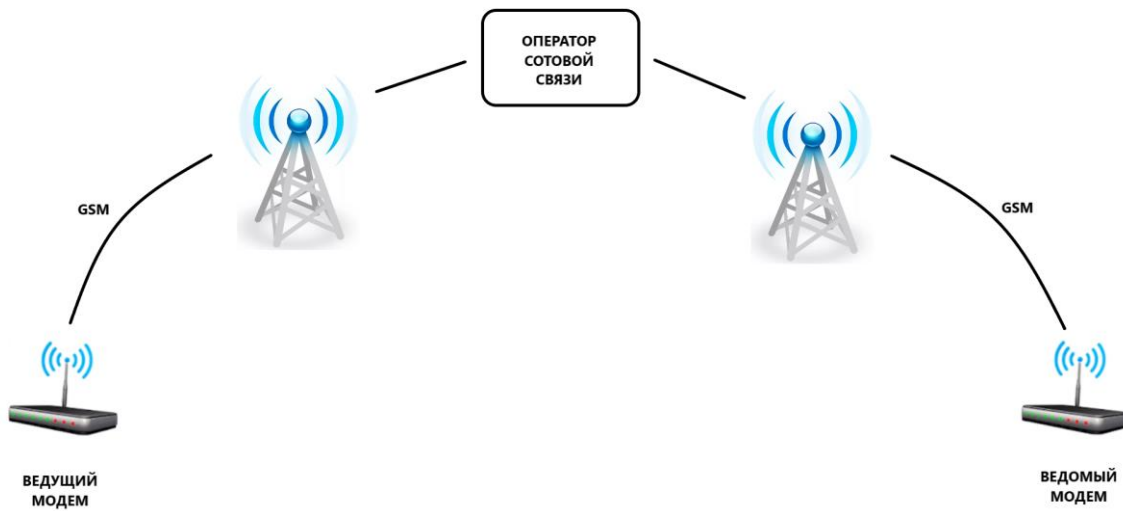 ОПЕРАТОР
СОТОВОЙ
СВЯЗИ
GSM
GSM
ВЕДУЩИЙ
МОДЕМ
ВЕДОМЫЙ
МОДЕМ